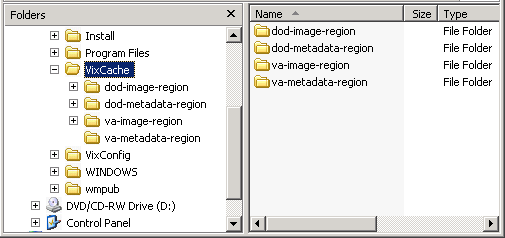 Folders
Install
Program Files
VixCache
dod-image-region
dod-metadata-region
va-image-region
va-metadata-region
VixConfig
WINDOWS
wmpub
DVD/CD-RW Drive (D:)
Control Panel
Name Size Type
dod-image-region File Folder
dod-metadata-region File Folder
va-image-region File Folder
va-metadata-region File Folder